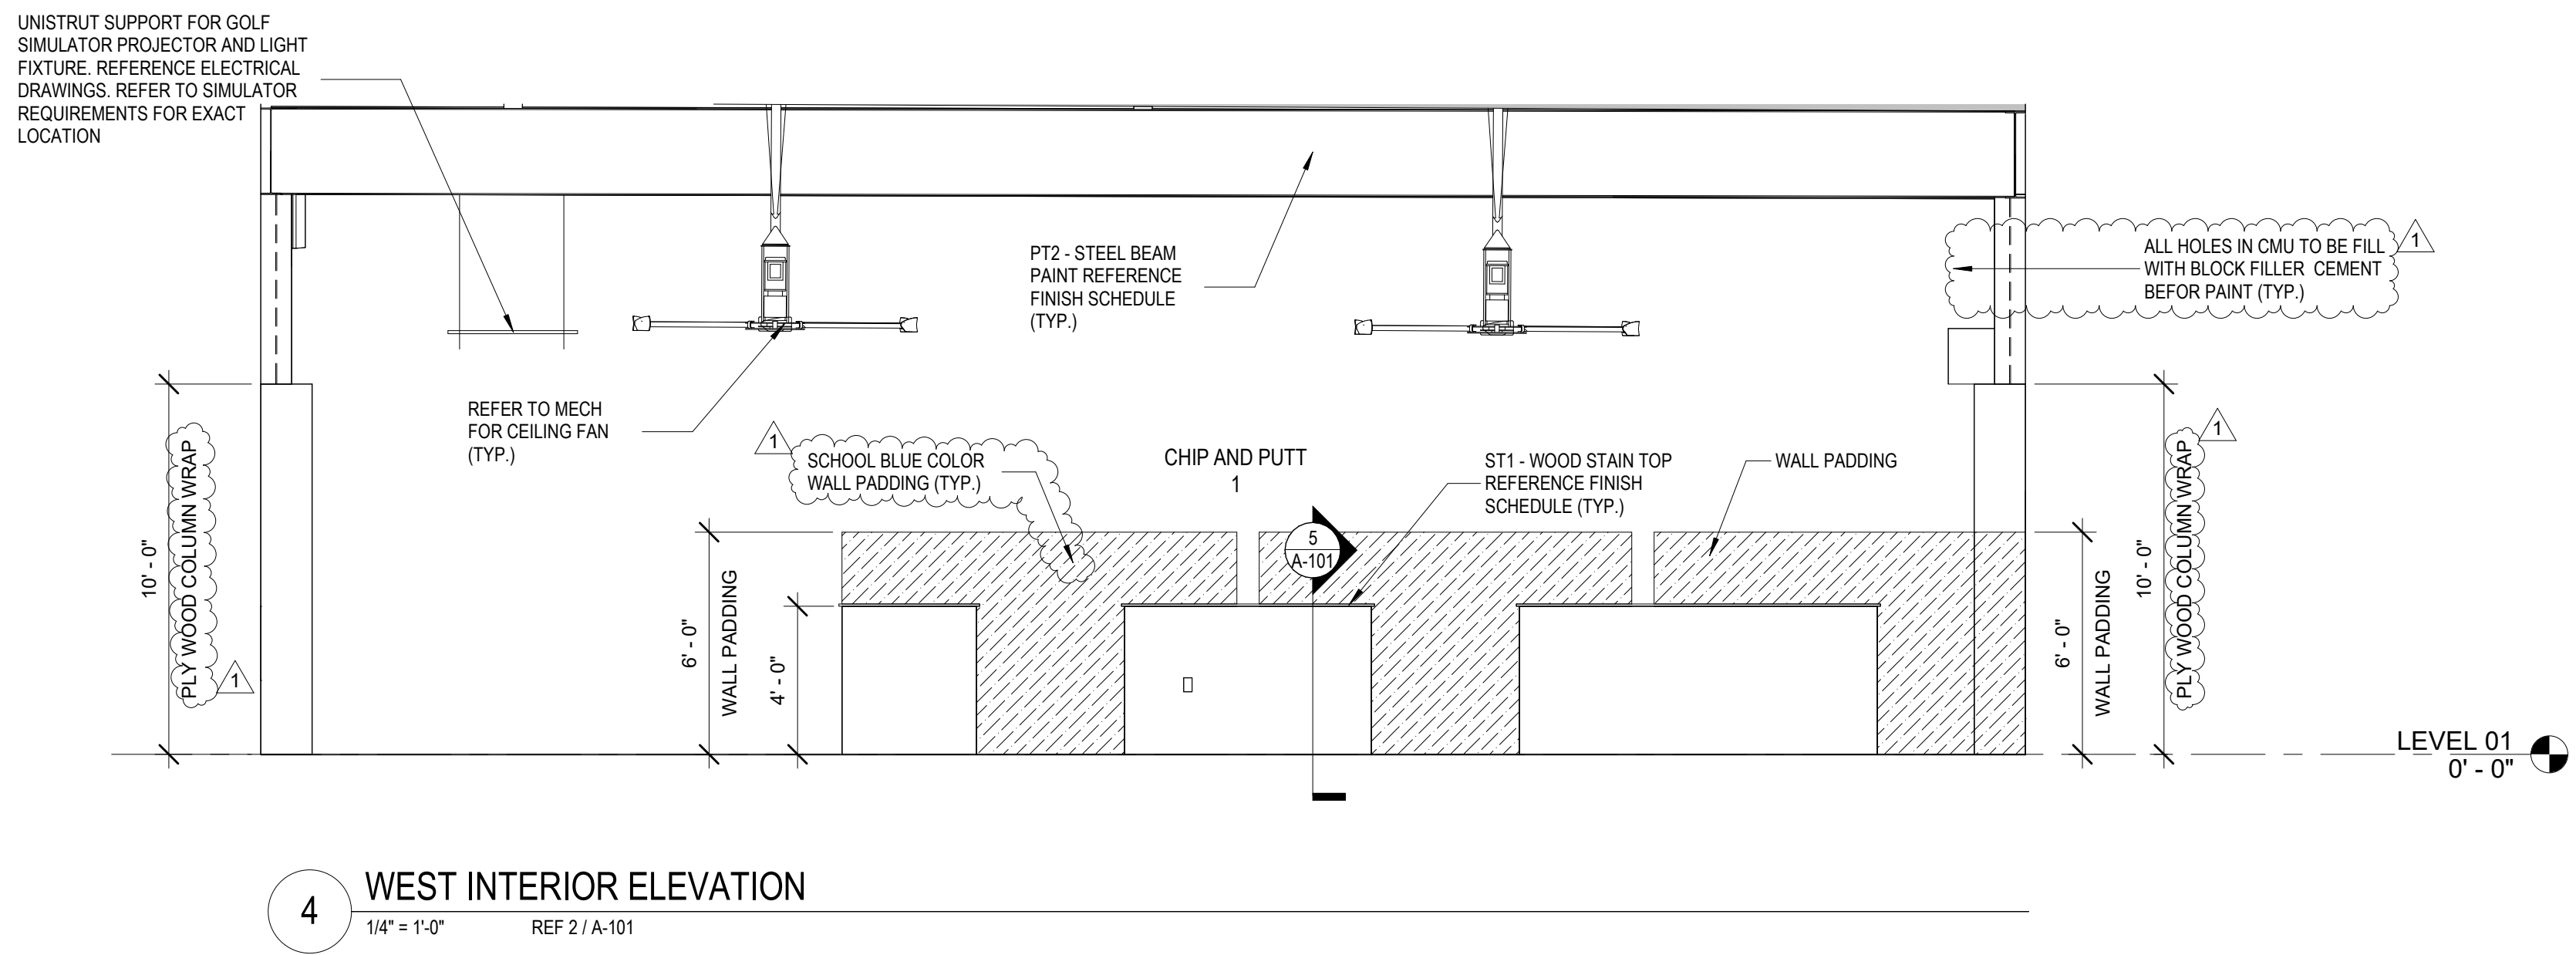 UNISTRUT SUPPORT FOR GOLF
SIMULATOR PROJECTOR AND LIGHT
FIXTURE. REFERENCE ELECTRICAL
DRAWINGS. REFER TO SIMULATOR
REQUIREMENTS FOR EXACT
LOCATION
PT2 - STEEL BEAM
PAINT REFERENCE
FINISH SCHEDULE
(TYP.)
ALL HOLES IN CMU TO BE FILL
WITH BLOCK FILLER CEMENT
BEFOR PAINT (TYP.)
1
REFER TO MECH
FOR CEILING FAN
(TYP.)
1
SCHOOL BLUE COLOR
WALL PADDING (TYP.)
CHIP AND PUTT
1
ST1 - WOOD STAIN TOP
REFERENCE FINISH
SCHEDULE (TYP.)
WALL PADDING
10' - 0"
PLY WOOD COLUMN WRAP
1
6' - 0"
WALL PADDING
4' - 0"
5
A-101
6' - 0"
WALL PADDING
10' - 0"
PLY WOOD COLUMN WRAP
1
LEVEL 01
0' - 0"
4
WEST INTERIOR ELEVATION
1/4" = 1'-0"
REF 2 / A-101